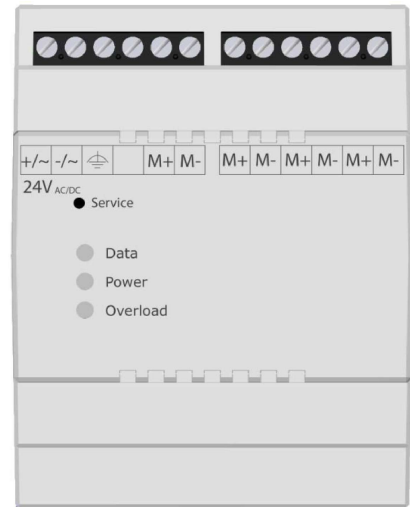 +/~ -/~ M+ M- M+ M- M+ M- M+ M-
24V AC/DC
Service
Data
Power
Overload